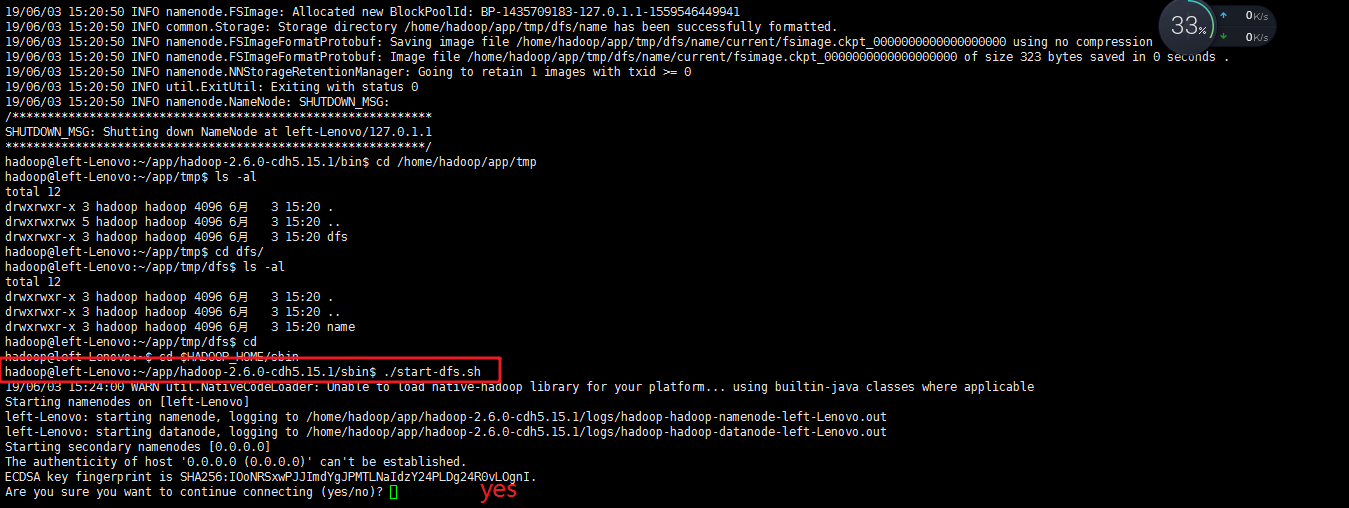 19/06/03 15:20:50 INFO namenode.FSImage: Allocated new BlockPoolId: BP-1435709183-127.0.1.1-1559546449941
19/06/03 15:20:50 INFO common.Storage: Storage directory /home/hadoop/app/tmp/dfs/name has been successfully formatted.
19/06/03 15:20:50 INFO namenode.FSImageFormatProtobuf: Saving image file /home/hadoop/app/tmp/dfs/name/current/fsimage.ckpt_0000000000000000000 using no compression
19/06/03 15:20:50 INFO namenode.FSImageFormatProtobuf: Image file /home/hadoop/app/tmp/dfs/name/current/fsimage.ckpt_0000000000000000000 of size 323 bytes saved in 0 seconds .
19/06/03 15:20:50 INFO namenode.NNStorageRetentionManager: Going to retain 1 images with txid >= 0
19/06/03 15:20:50 INFO util.ExitUtil: Exiting with status 0
19/06/03 15:20:50 INFO namenode.NameNode: SHUTDOWN_MSG:
/************************************************************
SHUTDOWN_MSG: Shutting down NameNode at left-Lenovo/127.0.1.1
************************************************************/
hadoop@left-Lenovo:~/app/hadoop-2.6.0-cdh5.15.1/bin$ cd /home/hadoop/app/tmp
hadoop@left-Lenovo:~/app/tmp$ ls -al
total 12
drwxrwxr-x 3 hadoop hadoop 4096 6月   3 15:20 .
drwxrwxrwx 5 hadoop hadoop 4096 6月   3 15:20 ..
drwxrwxr-x 3 hadoop hadoop 4096 6月   3 15:20 dfs
hadoop@left-Lenovo:~/app/tmp$ cd dfs/
hadoop@left-Lenovo:~/app/tmp/dfs$ ls -al
total 12
drwxrwxr-x 3 hadoop hadoop 4096 6月   3 15:20 .
drwxrwxr-x 3 hadoop hadoop 4096 6月   3 15:20 ..
drwxrwxr-x 3 hadoop hadoop 4096 6月   3 15:20 name
hadoop@left-Lenovo:~/app/tmp/dfs$ cd
hadoop@left-Lenovo:~$ cd $HADOOP_HOME/sbin
hadoop@left-Lenovo:~/app/hadoop-2.6.0-cdh5.15.1/sbin$ ./start-dfs.sh
19/06/03 15:24:00 WARN util.NativeCodeLoader: Unable to load native-hadoop library for your platform... using builtin-java classes where applicable
Starting namenodes on [left-Lenovo]
left-Lenovo: starting namenode, logging to /home/hadoop/app/hadoop-2.6.0-cdh5.15.1/logs/hadoop-hadoop-namenode-left-Lenovo.out
left-Lenovo: starting datanode, logging to /home/hadoop/app/hadoop-2.6.0-cdh5.15.1/logs/hadoop-hadoop-datanode-left-Lenovo.out
Starting secondary namenodes [0.0.0.0]
The authenticity of host '0.0.0.0 (0.0.0.0)' can't be established.
ECDSA key fingerprint is SHA256:IOoNRSxwPJJImdYgJPMTLNaIdzY24PLDg24R0vLOgnI.
Are you sure you want to continue connecting (yes/no)?
yes
33%
0K/s
0K/s